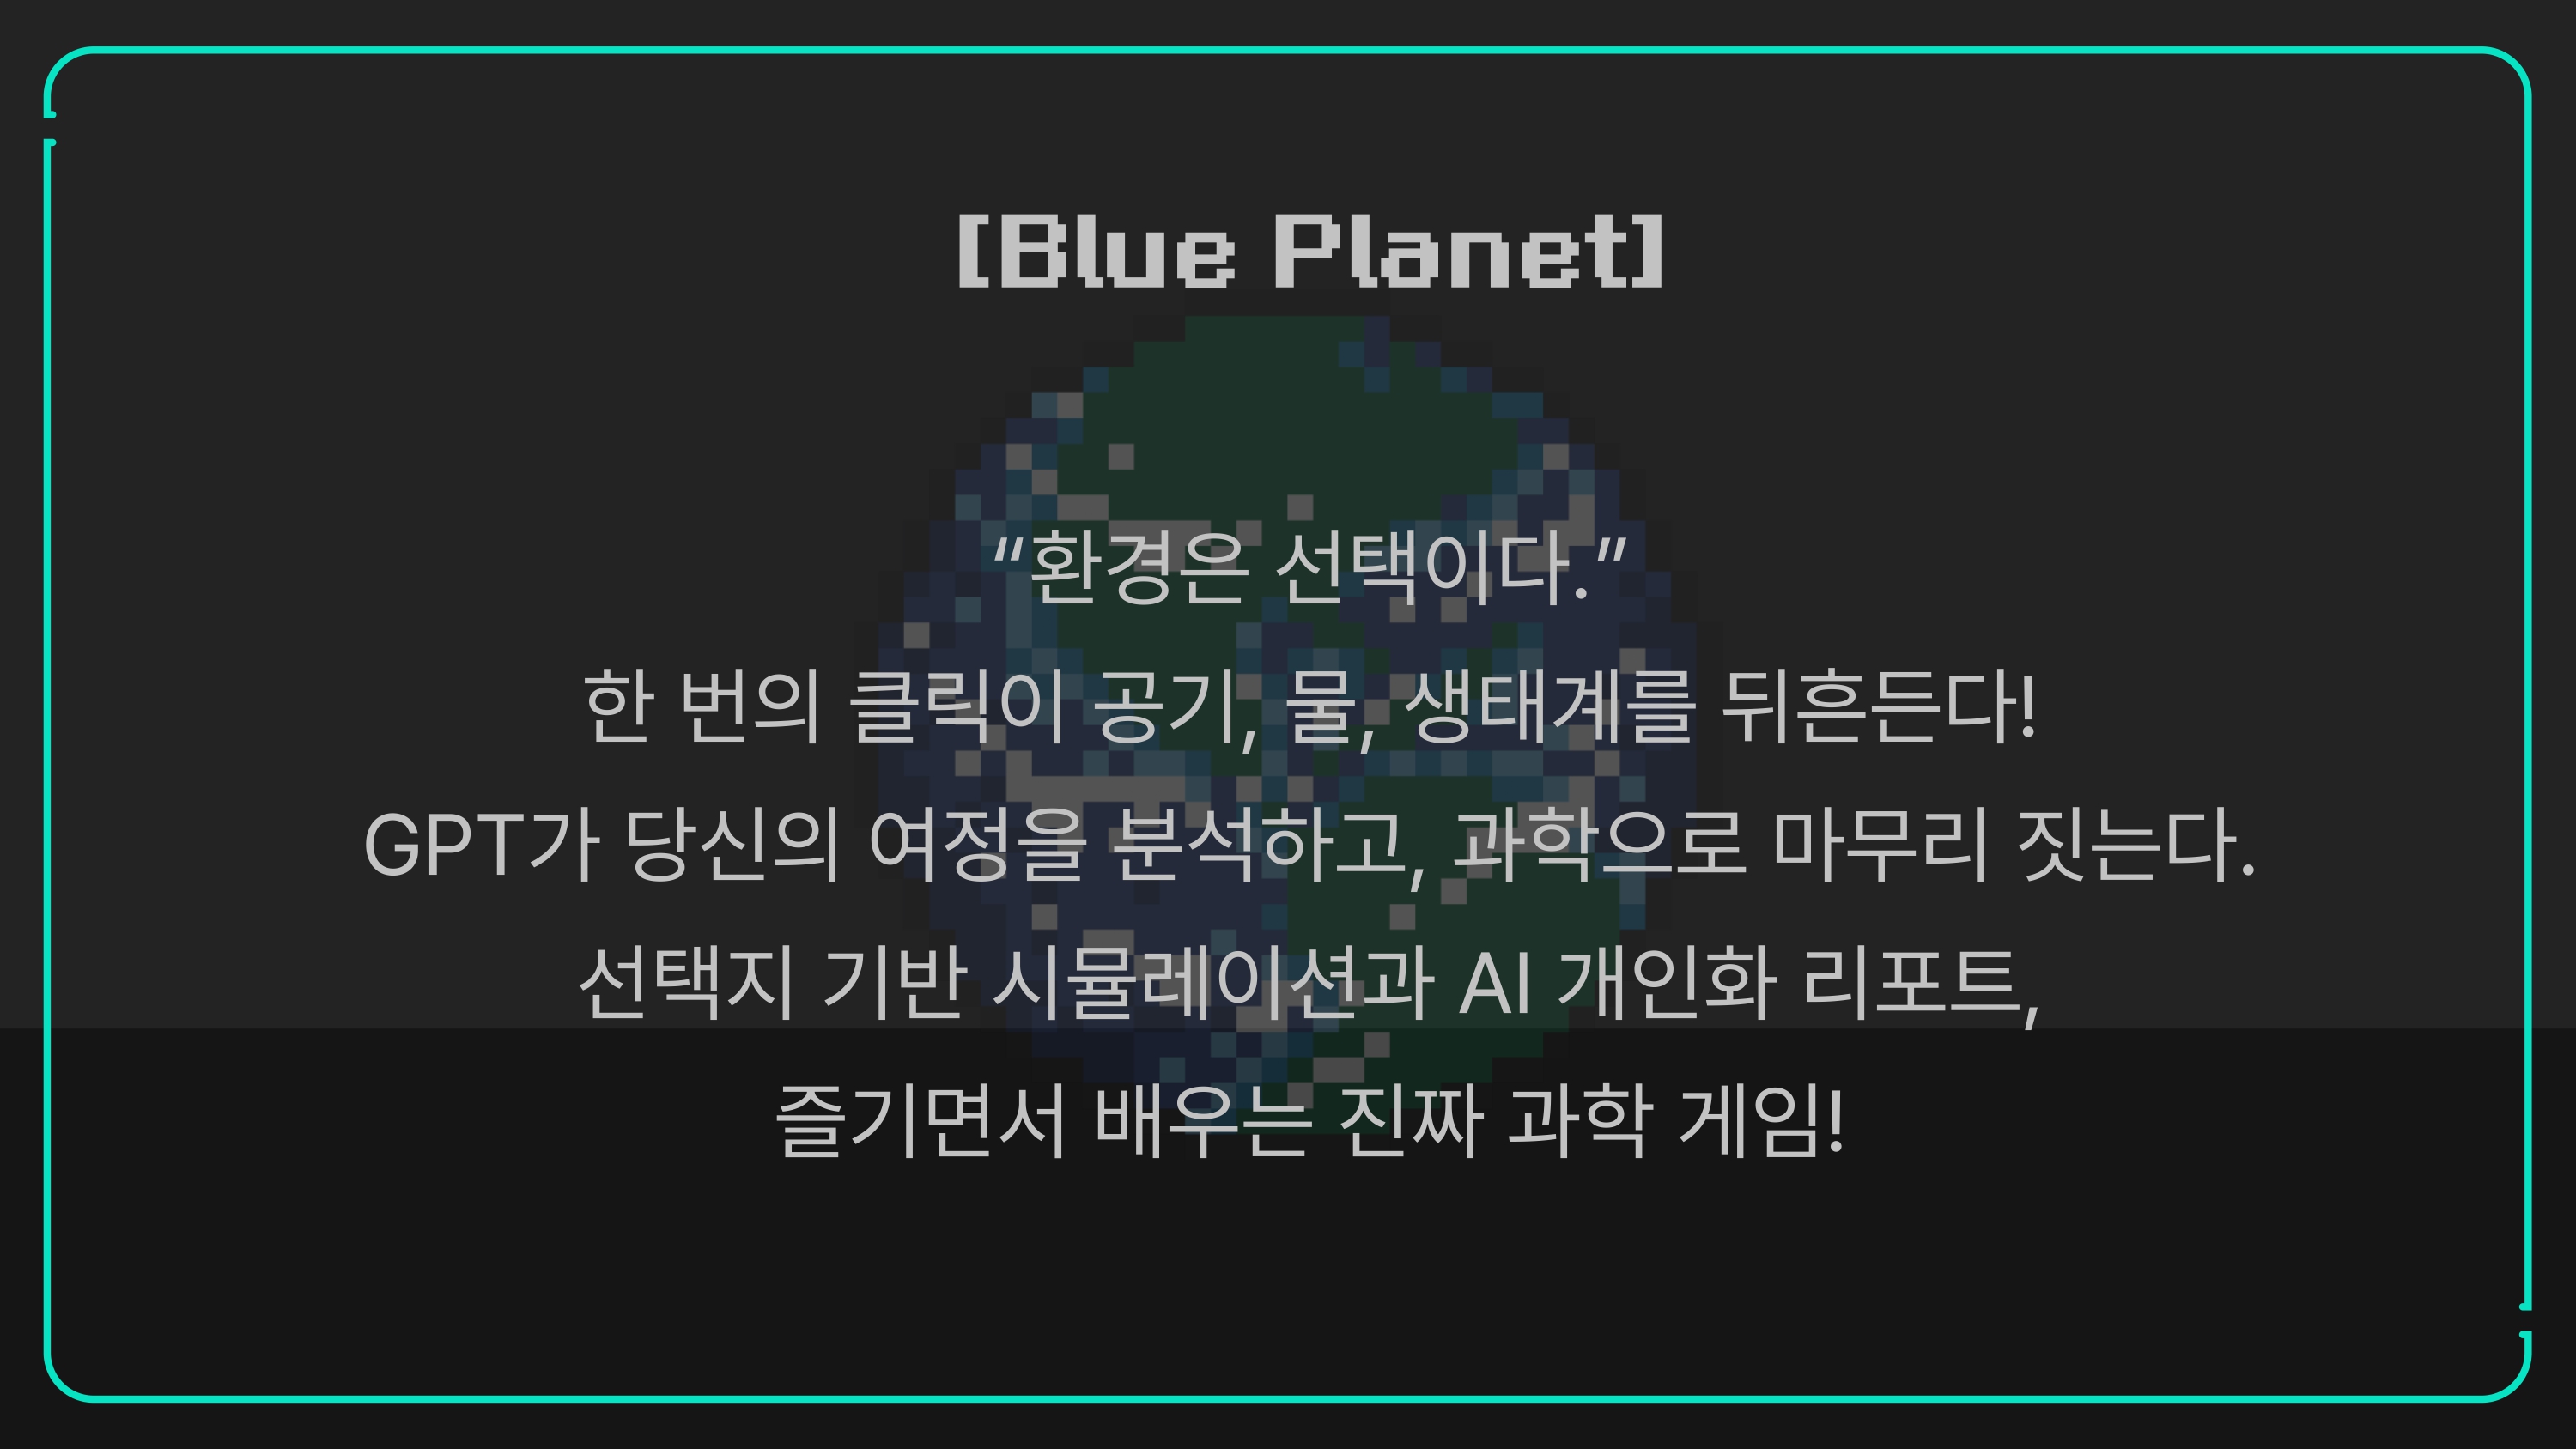 [Blue Planet]
“환경은 선택이다.”
한 번의 클릭이 공기, 물, 생태계를 뒤흔든다!
GPT가 당신의 여정을 분석하고, 과학으로 마무리 짓는다.
선택지 기반 시뮬레이션과 AI 개인화 리포트,
즐기면서 배우는 진짜 과학 게임!